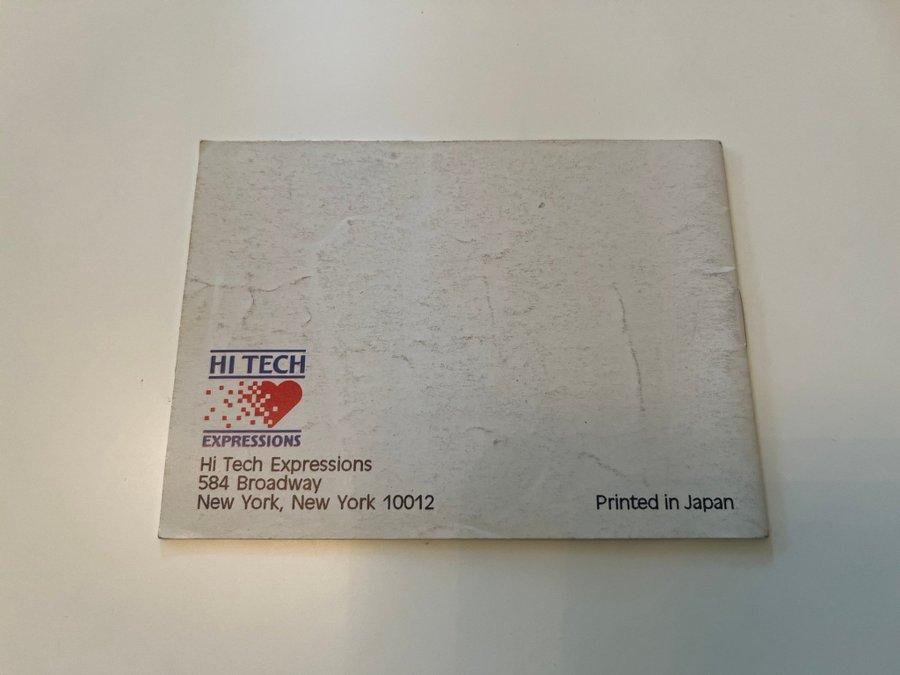 HI TECH
EXPRESSIONS
Hi Tech Expressions
584 Broadway
New York, New York 10012
Printed in Japan